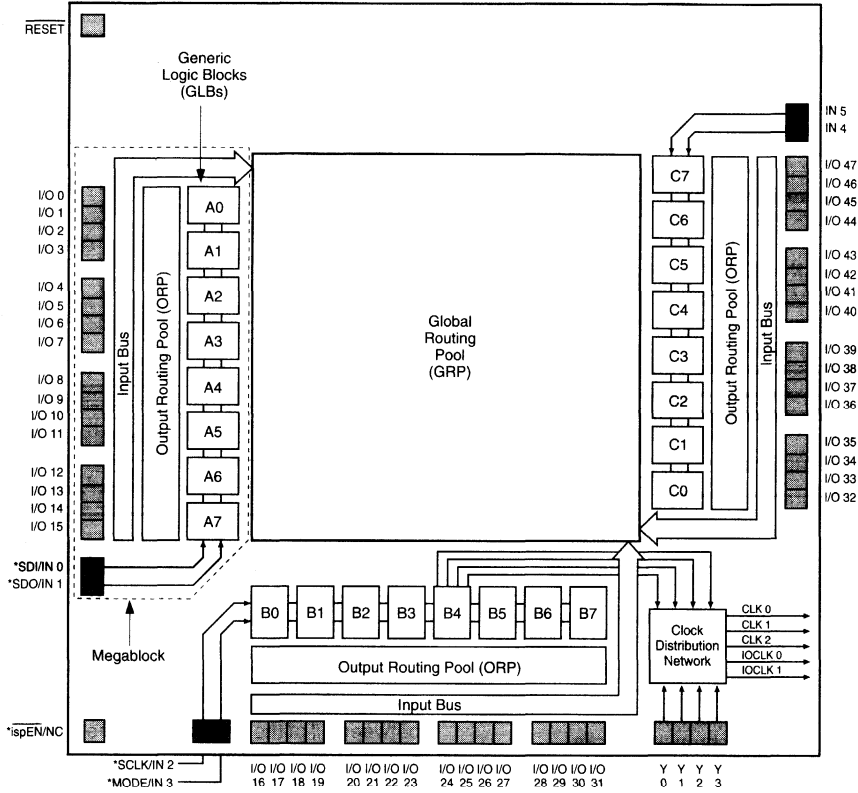 RESET
Generic
Logic Blocks
(GLBs)
IN 5
IN 4
I/O 0
I/O 1
I/O 2
I/O 3
I/O 4
I/O 5
I/O 6
I/O 7
I/O 8
I/O 9
I/O 10
I/O 11
I/O 12
I/O 13
I/O 14
I/O 15
*SDI/IN 0
*SDO/IN 1
Input Bus
Output Routing Pool (ORP)
A0
A1
A2
A3
A4
A5
A6
A7
Megablock
Global
Routing
Pool
(GRP)
C7
C6
C5
C4
C3
C2
C1
C0
Output Routing Pool (ORP)
Input Bus
I/O 47
I/O 46
I/O 45
I/O 44
I/O 43
I/O 42
I/O 41
I/O 40
I/O 39
I/O 38
I/O 37
I/O 36
I/O 35
I/O 34
I/O 33
I/O 32
B0 B1 B2 B3 B4 B5 B6 B7
Output Routing Pool (ORP)
Input Bus
Clock
Distribution
Network
CLK 0
CLK 1
CLK 2
IOCLK 0
IOCLK 1
*ispEN/NC
*SCLK/IN 2
*MODE/IN 3
I/O I/O I/O I/O I/O I/O I/O I/O I/O I/O I/O I/O I/O I/O I/O I/O Y Y Y Y
16 17 18 19 20 21 22 23 24 25 26 27 28 29 30 31 0 1 2 3